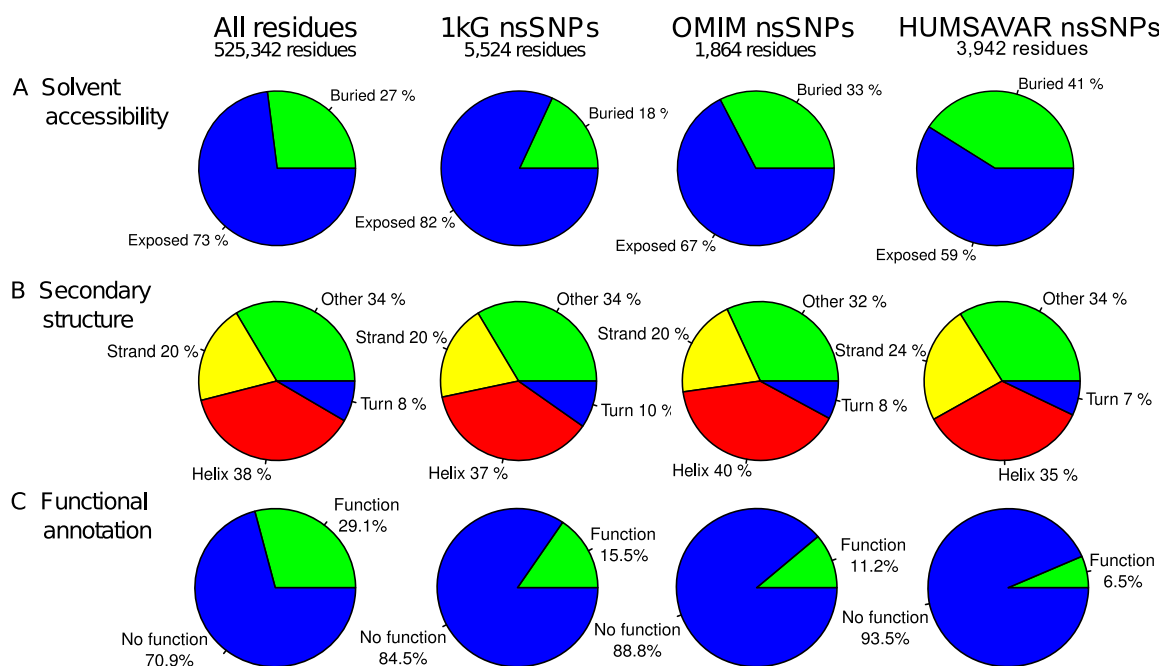 All residues
525,342 residues
1kG nsSNPs
5,524 residues
OMIM nsSNPs
1,864 residues
HUMSAVAR nsSNPs
3,942 residues
A Solvent
accessibility
Buried 27 %
Exposed 73 %
Buried 18 %
Exposed 82 %
Buried 33 %
Exposed 67 %
Buried 41 %
Exposed 59 %
B Secondary
structure
Other 34 %
Strand 20 %
Turn 8 %
Helix 38 %
Other 34 %
Strand 20 %
Turn 10 %
Helix 37 %
Other 32 %
Strand 20 %
Turn 8 %
Helix 40 %
Other 34 %
Strand 24 %
Turn 7 %
Helix 35 %
C Functional
annotation
Function
29.1%
No function
70.9%
Function
15.5%
No function
84.5%
Function
11.2%
No function
88.8%
Function
6.5%
No function
93.5%